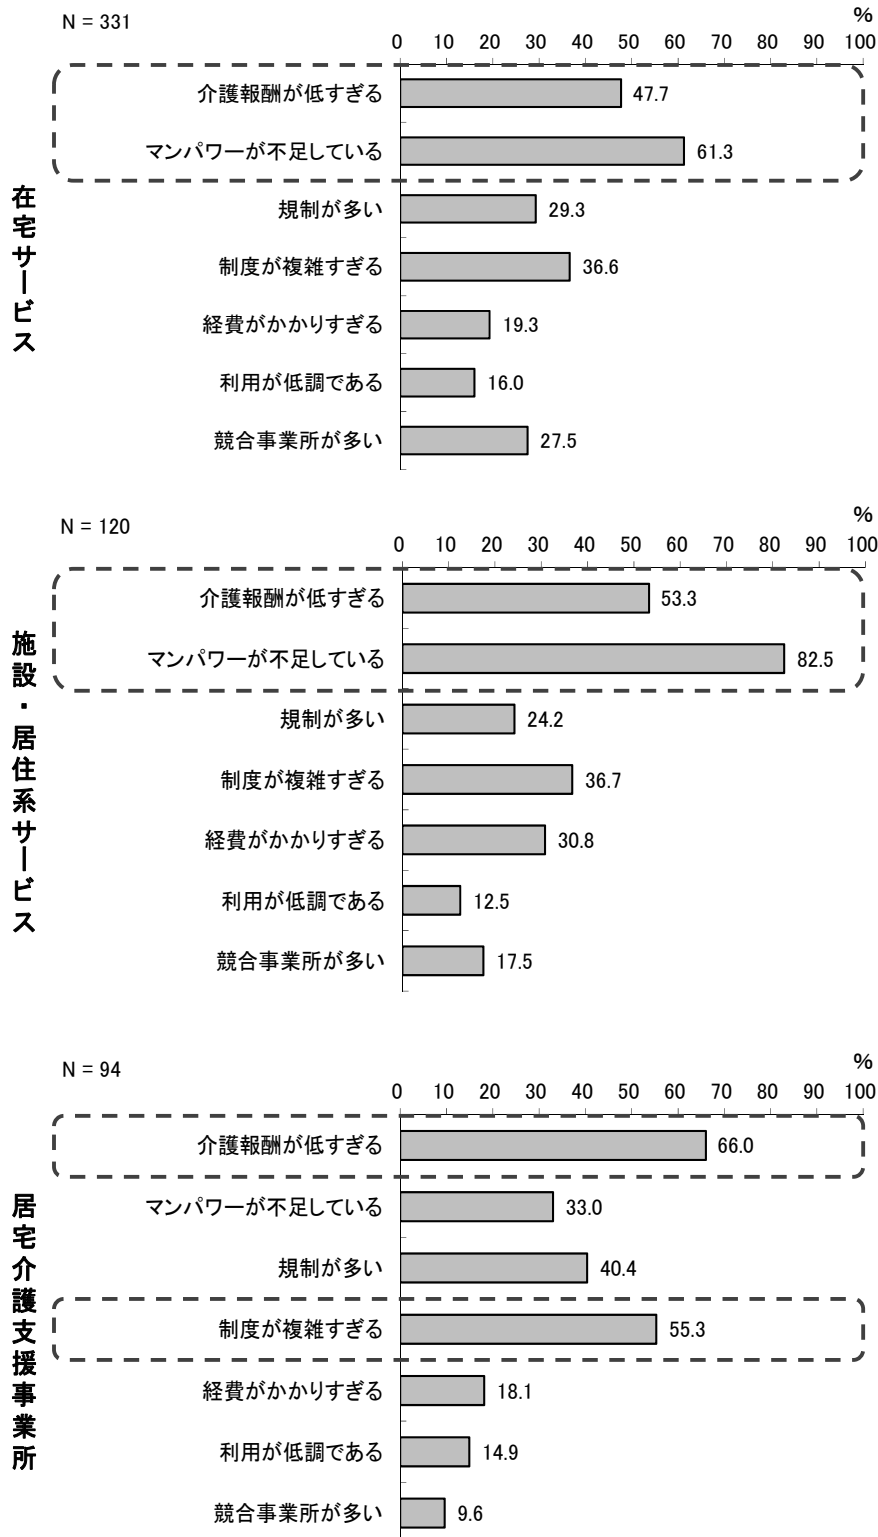 在宅サービス
N = 331
%
0 10 20 30 40 50 60 70 80 90 100
介護報酬が低すぎる 47.7
マンパワーが不足している 61.3
規制が多い 29.3
制度が複雑すぎる 36.6
経費がかかりすぎる 19.3
利用が低調である 16.0
競合事業所が多い 27.5
施設・居住系サービス
N = 120
%
0 10 20 30 40 50 60 70 80 90 100
介護報酬が低すぎる 53.3
マンパワーが不足している 82.5
規制が多い 24.2
制度が複雑すぎる 36.7
経費がかかりすぎる 30.8
利用が低調である 12.5
競合事業所が多い 17.5
居宅介護支援事業所
N = 94
%
0 10 20 30 40 50 60 70 80 90 100
介護報酬が低すぎる 66.0
マンパワーが不足している 33.0
規制が多い 40.4
制度が複雑すぎる 55.3
経費がかかりすぎる 18.1
利用が低調である 14.9
競合事業所が多い 9.6